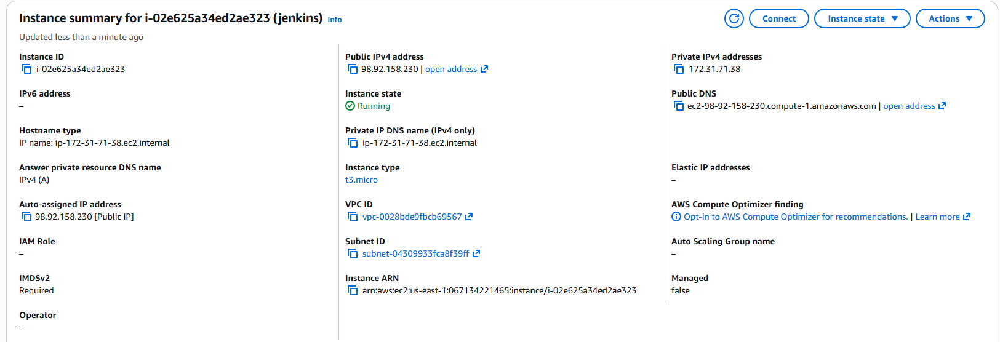 Instance summary for i-02e625a34ed2ae323 (jenkins) Info
Connect
Instance state
Actions
Updated less than a minute ago
Instance ID
i-02e625a34ed2ae323
Public IPv4 address
98.92.158.230 | open address
Private IPv4 addresses
172.31.71.38
IPv6 address
–
Instance state
Running
Public DNS
ec2-98-92-158-230.compute-1.amazonaws.com | open address
Hostname type
IP name: ip-172-31-71-38.ec2.internal
Private IP DNS name (IPv4 only)
ip-172-31-71-38.ec2.internal
Answer private resource DNS name
IPv4 (A)
Instance type
t3.micro
Elastic IP addresses
–
Auto-assigned IP address
98.92.158.230 [Public IP]
VPC ID
vpc-0028bde9fbcb69567
AWS Compute Optimizer finding
Opt-in to AWS Compute Optimizer for recommendations. | Learn more
IAM Role
–
Subnet ID
subnet-04309933fca8f39ff
Auto Scaling Group name
–
IMDSv2
Required
Instance ARN
arn:aws:ec2:us-east-1:067134221465:instance/i-02e625a34ed2ae323
Managed
false
Operator
–